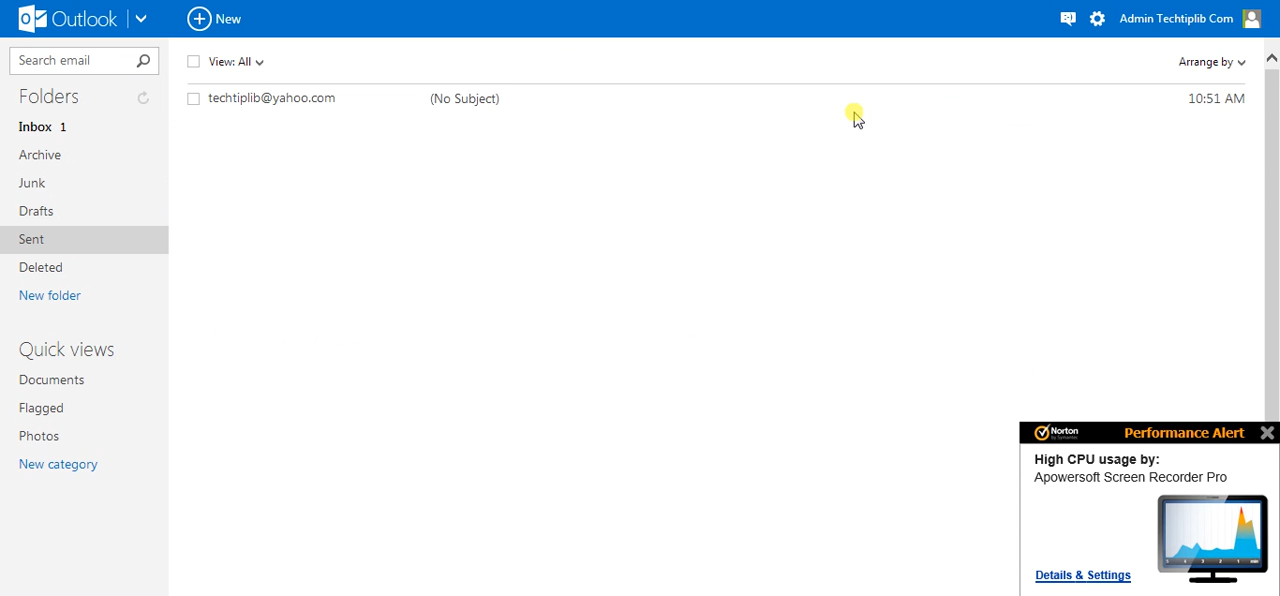 Outlook
New
Admin Techtiplib Com
Search email
View: All
Arrange by
Folders
techtiplib@yahoo.com (No Subject) 10:51 AM
Inbox 1
Archive
Junk
Drafts
Sent
Deleted
New folder
Quick views
Documents
Flagged
Photos
New category
Norton
by Symantec
Performance Alert
High CPU usage by:
Apowersoft Screen Recorder Pro
Details & Settings